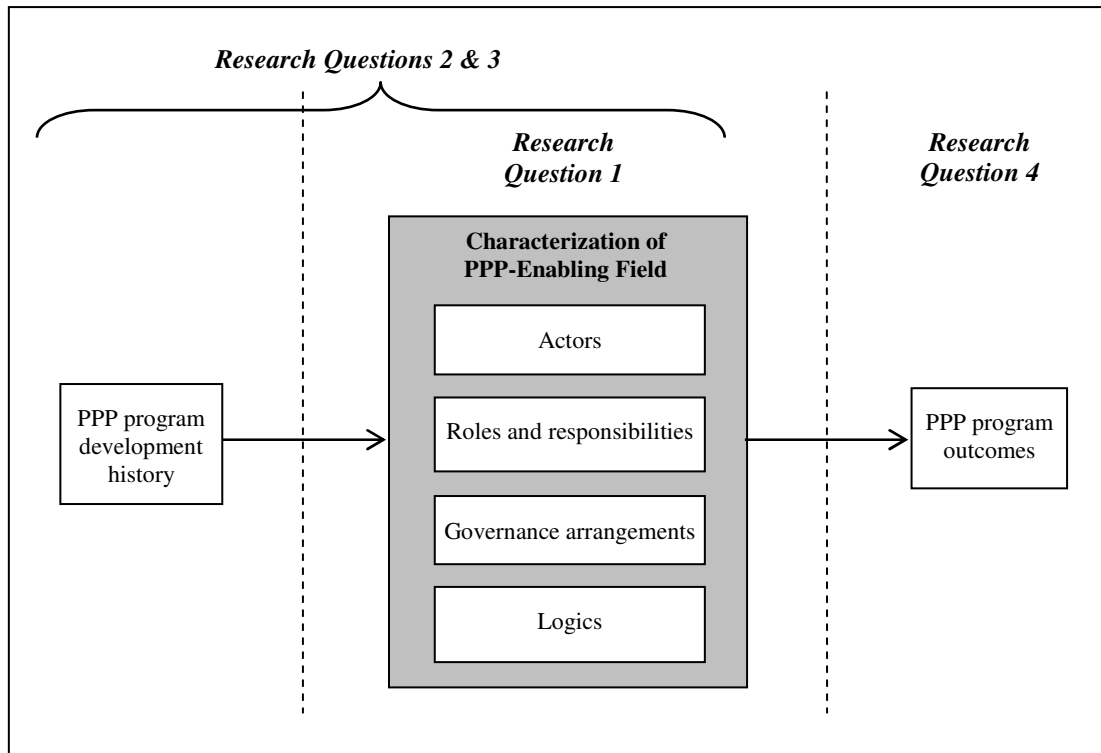 Research Questions 2 & 3
Research
Question 1
Research
Question 4
Characterization of
PPP-Enabling Field
Actors
Roles and responsibilities
Governance arrangements
Logics
PPP program
development
history
PPP program
outcomes